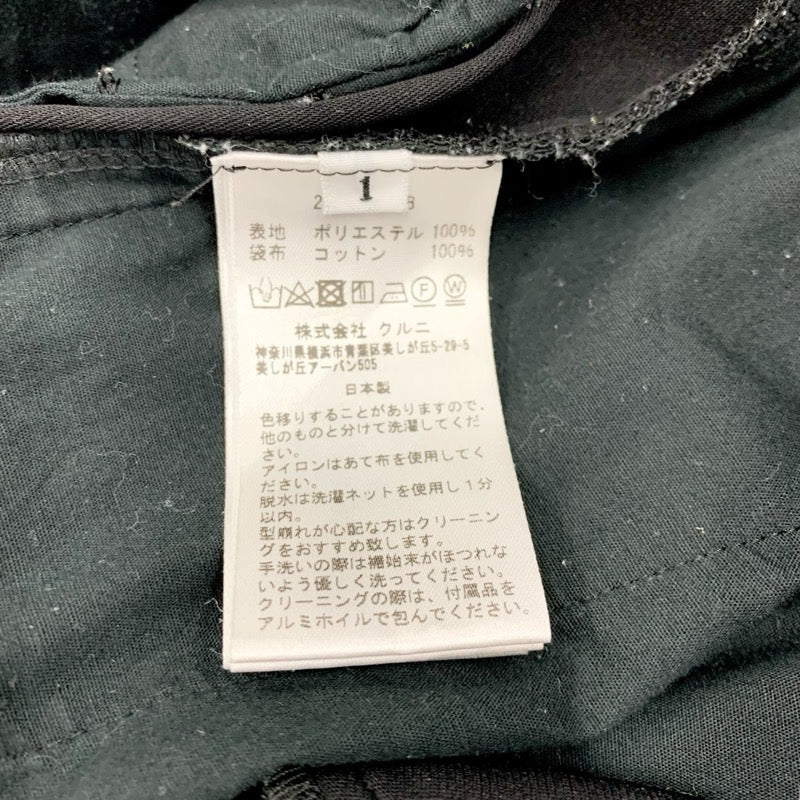 1
2 8
表地 ポリエステル 100%
袋布 コットン 100%
株式会社 クルニ
神奈川県横浜市青葉区美しが丘5-29-5
美しが丘アーバン505
日本製
色移りすることがありますので、
他のものと分けて洗濯してくだ
さい。
アイロンはあて布を使用してく
ださい。
脱水は洗濯ネットを使用し1分
以内。
型崩れが心配な方はクリーニン
グをおすすめ致します。
手洗いの際は縫始末がほつれな
いよう優しく洗ってください。
クリーニングの際は、付属品を
アルミホイルで包んでください。